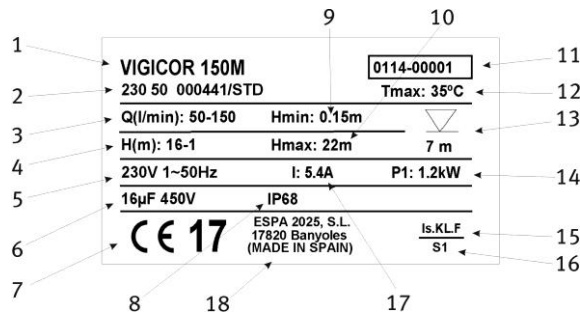 9
10
1
VIGICOR 150M
0114-00001
11
2
230 50 000441/STD
Tmax: 35ºC
12
3
Q(l/min): 50-150
Hmin: 0.15m
13
4
H(m): 16-1
Hmax: 22m
7 m
5
230V 1~50Hz
I: 5.4A
P1: 1.2kW
14
6
16µF 450V
IP68
7
CE 17
ESPA 2025, S.L.
17820 Banyoles
(MADE IN SPAIN)
Is.KL.F
15
S1
16
8
18
17